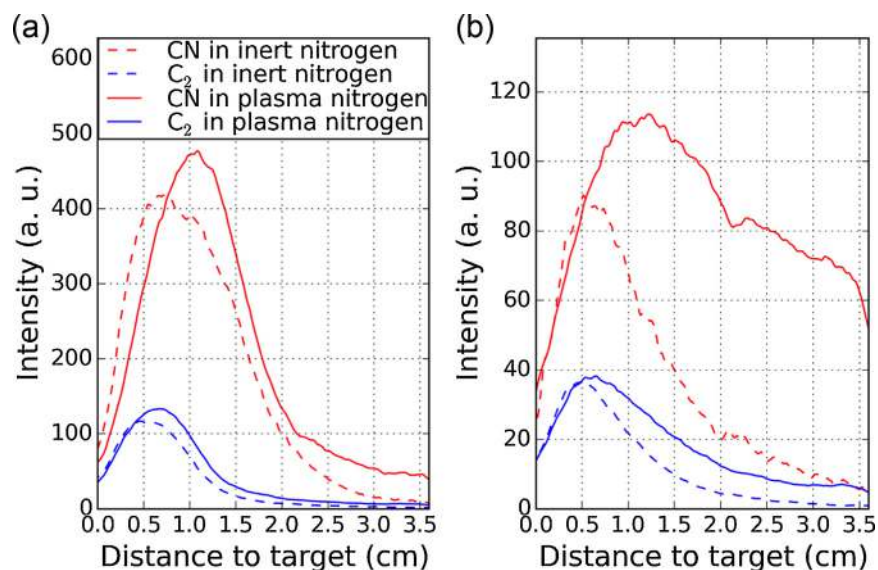 (a)
600
500
400
300
200
100
0
CN in inert nitrogen
C₂ in inert nitrogen
CN in plasma nitrogen
C₂ in plasma nitrogen
Intensity (a. u.)
0.0 0.5 1.0 1.5 2.0 2.5 3.0 3.5
Distance to target (cm)
(b)
120
100
80
60
40
20
0
Intensity (a. u.)
0.0 0.5 1.0 1.5 2.0 2.5 3.0 3.5
Distance to target (cm)